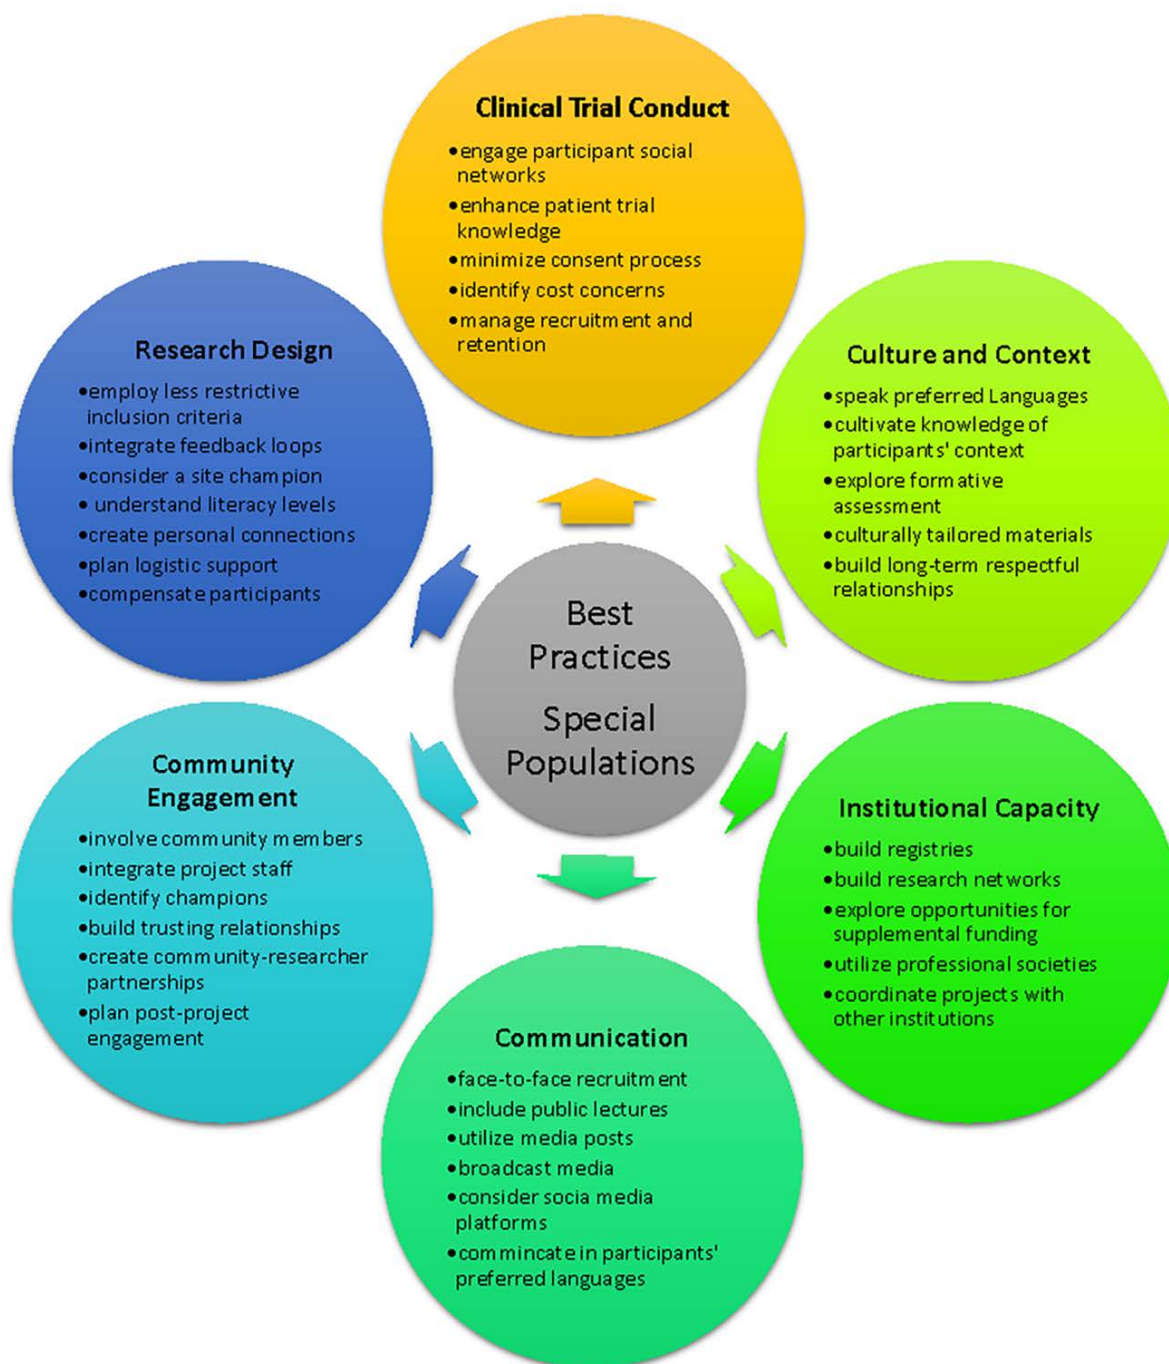 Clinical Trial Conduct
•engage participant social
networks
•enhance patient trial
knowledge
•minimize consent process
•identify cost concerns
•manage recruitment and
retention
Research Design
•employ less restrictive
inclusion criteria
•integrate feedback loops
•consider a site champion
• understand literacy levels
•create personal connections
•plan logistic support
•compensate participants
Culture and Context
•speak preferred Languages
•cultivate knowledge of
participants' context
•explore formative
assessment
•culturally tailored materials
•build long-term respectful
relationships
Best
Practices
Special
Populations
Community
Engagement
•involve community members
•integrate project staff
•identify champions
•build trusting relationships
•create community-researcher
partnerships
•plan post-project
engagement
Institutional Capacity
•build registries
•build research networks
•explore opportunities for
supplemental funding
•utilize professional societies
•coordinate projects with
other institutions
Communication
•face-to-face recruitment
•include public lectures
•utilize media posts
•broadcast media
•consider socia media
platforms
•commincate in participants'
preferred languages